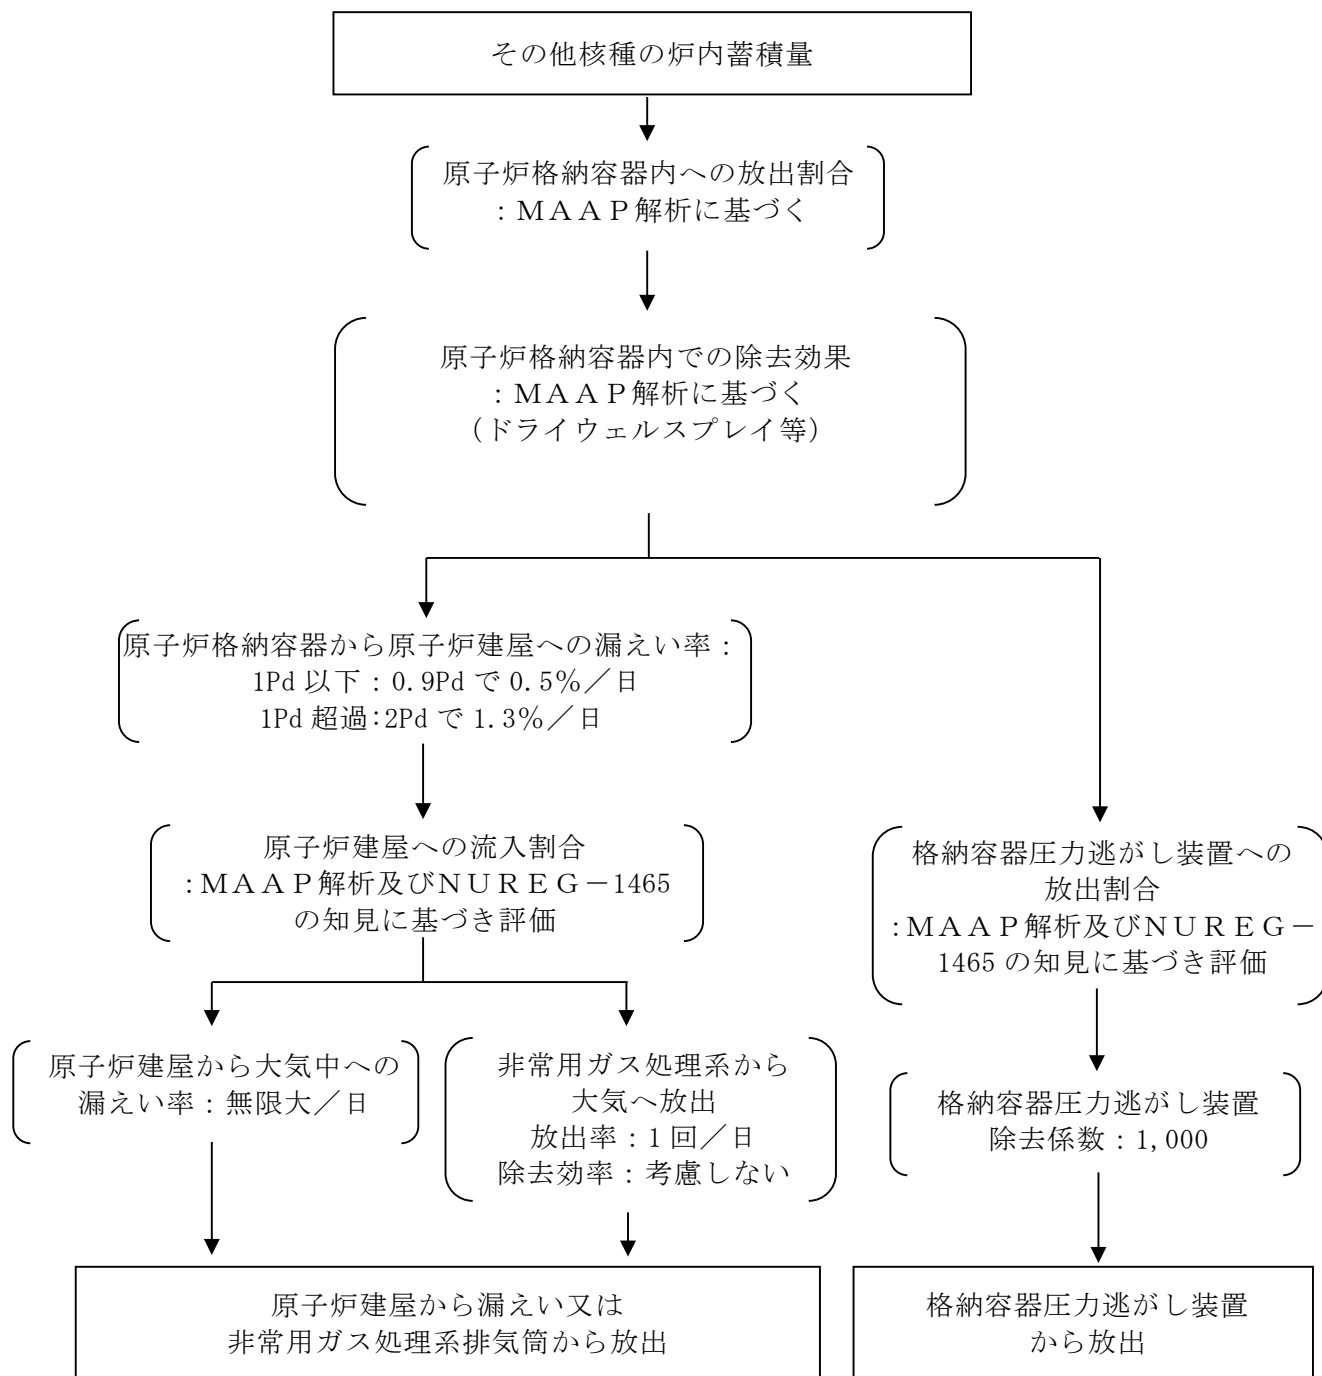 その他核種の炉内蓄積量
原子炉格納容器内への放出割合
：ＭＡＡＰ解析に基づく
原子炉格納容器内での除去効果
：ＭＡＡＰ解析に基づく
（ドライウェルスプレイ等）
原子炉格納容器から原子炉建屋への漏えい率：
1Pd 以下：0.9Pd で 0.5％／日
1Pd 超過：2Pd で 1.3％／日
原子炉建屋への流入割合
：ＭＡＡＰ解析及びＮＵＲＥＧ－1465
の知見に基づき評価
格納容器圧力逃がし装置への
放出割合
：ＭＡＡＰ解析及びＮＵＲＥＧ－
1465 の知見に基づき評価
原子炉建屋から大気中への
漏えい率：無限大／日
非常用ガス処理系から
大気へ放出
放出率：1 回／日
除去効率：考慮しない
格納容器圧力逃がし装置
除去係数：1,000
原子炉建屋から漏えい又は
非常用ガス処理系排気筒から放出
格納容器圧力逃がし装置
から放出